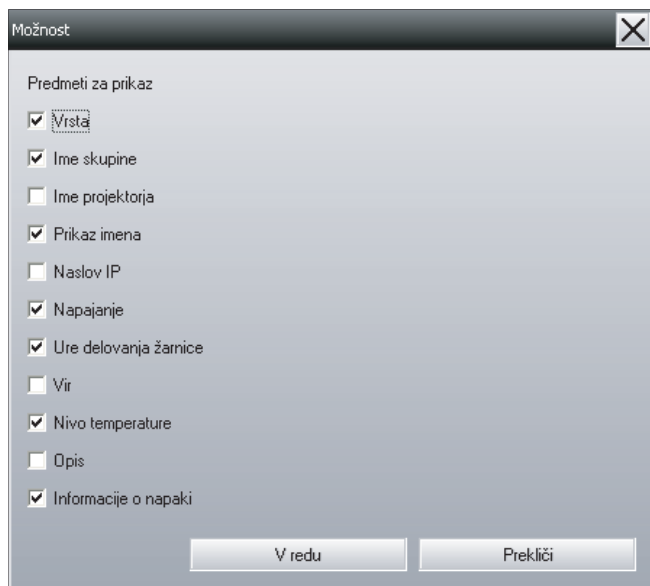 Možnost
Predmeti za prikaz
Vrsta
Ime skupine
Ime projektorja
Prikaz imena
Naslov IP
Napajanje
Ure delovanja žarnice
Vir
Nivo temperature
Opis
Informacije o napaki
V redu
Prekliči